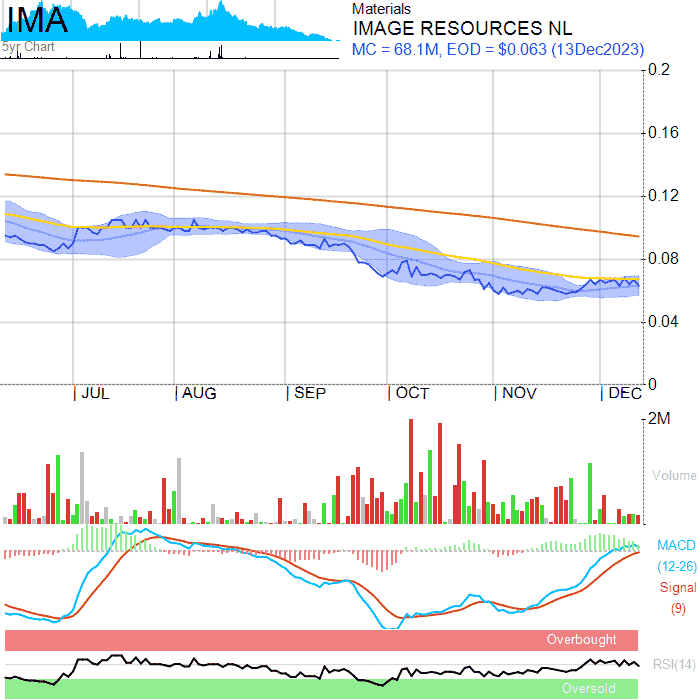 IMA
5yr Chart
Materials
IMAGE RESOURCES NL
MC = 68.1M, EOD = $0.063 (13Dec2023)
0.2
0.16
0.12
0.08
0.04
0
JUL
AUG
SEP
OCT
NOV
DEC
2M
Volume
MACD
(12-26)
Signal
(9)
Overbought
RSI(14)
Oversold